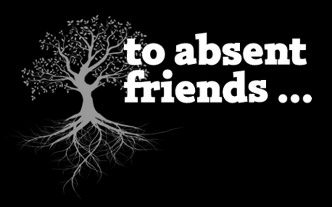 to absent
friends ...